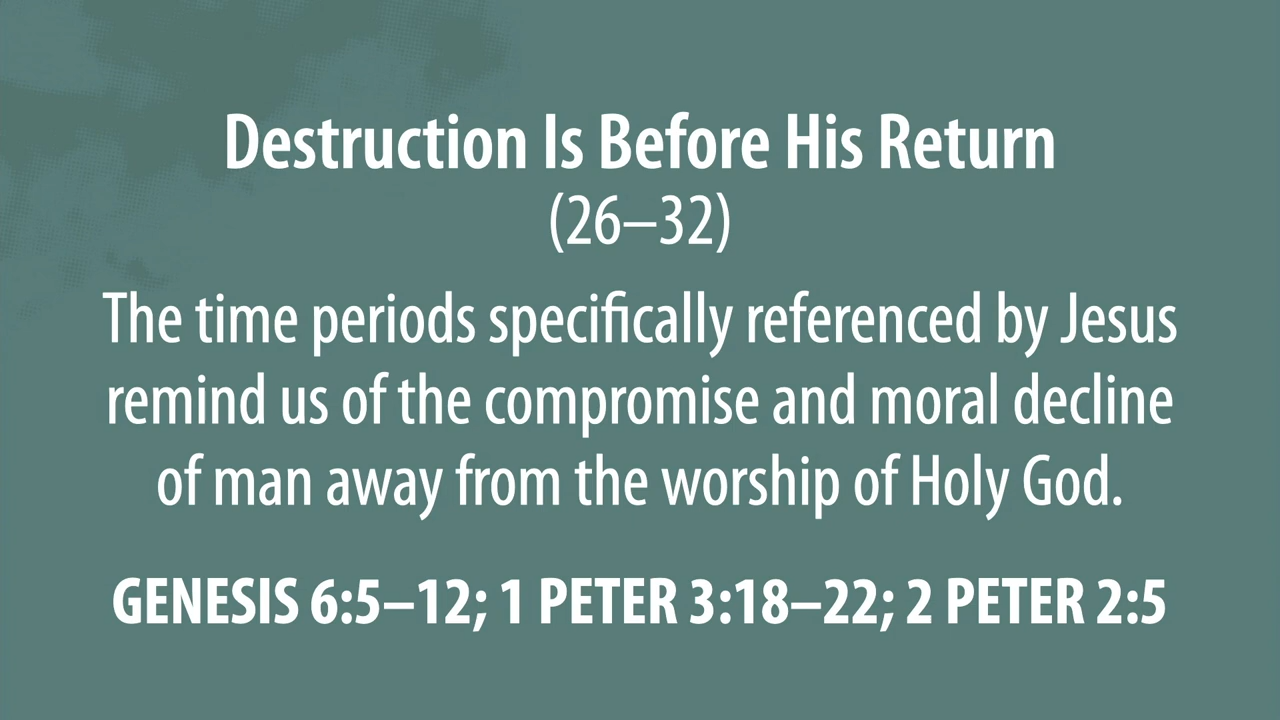 Destruction Is Before His Return
(26–32)
The time periods specifically referenced by Jesus
remind us of the compromise and moral decline
of man away from the worship of Holy God.
GENESIS 6:5–12; 1 PETER 3:18–22; 2 PETER 2:5